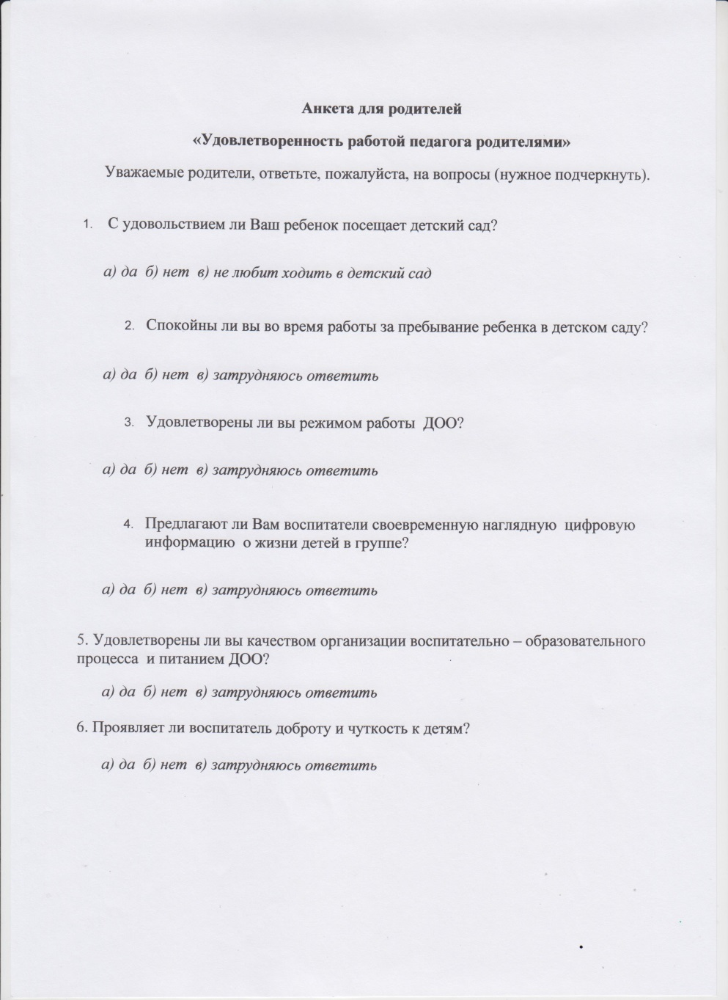 Анкета для родителей
«Удовлетворенность работой педагога родителями»
Уважаемые родители, ответьте, пожалуйста, на вопросы (нужное подчеркнуть).
1. С удовольствием ли Ваш ребенок посещает детский сад?
а) да б) нет в) не любит ходить в детский сад
2. Спокойны ли вы во время работы за пребывание ребенка в детском саду?
а) да б) нет в) затрудняюсь ответить
3. Удовлетворены ли вы режимом работы ДОО?
а) да б) нет в) затрудняюсь ответить
4. Предлагают ли Вам воспитатели своевременную наглядную цифровую
информацию о жизни детей в группе?
а) да б) нет в) затрудняюсь ответить
5. Удовлетворены ли вы качеством организации воспитательно – образовательного
процесса и питанием ДОО?
а) да б) нет в) затрудняюсь ответить
6. Проявляет ли воспитатель доброту и чуткость к детям?
а) да б) нет в) затрудняюсь ответить